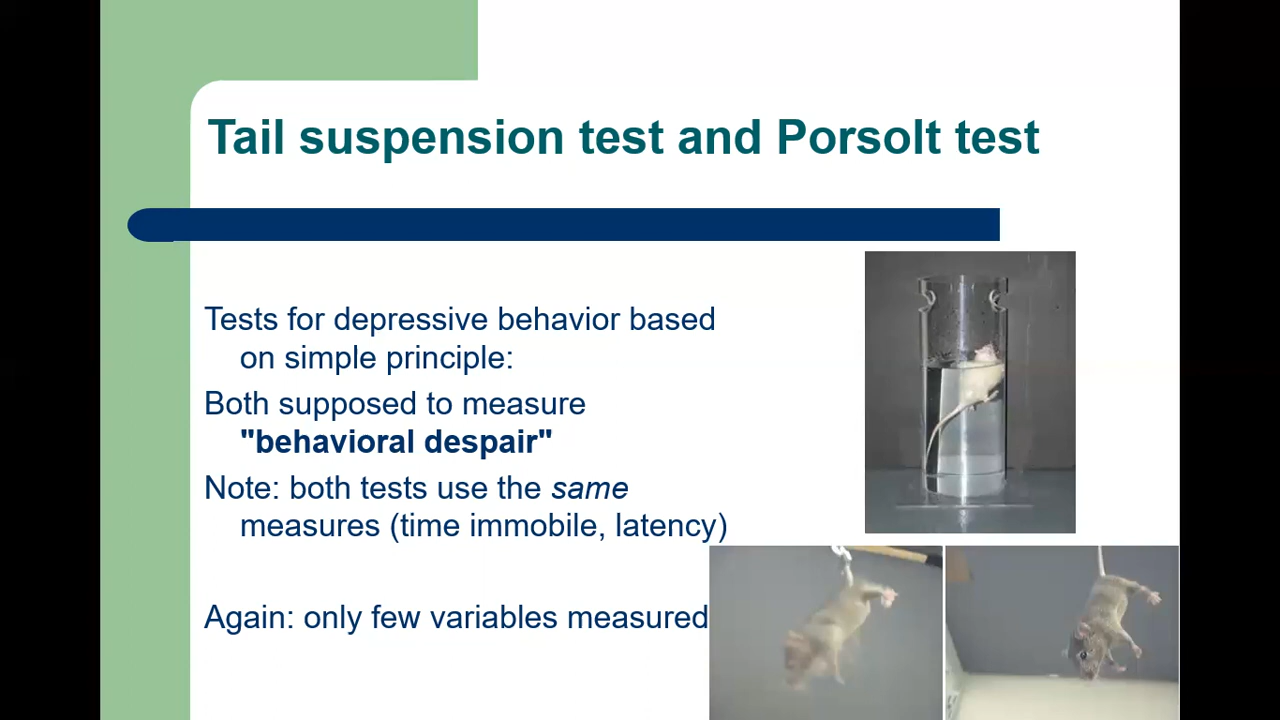 Tail suspension test and Porsolt test
Tests for depressive behavior based
on simple principle:
Both supposed to measure
"behavioral despair"
Note: both tests use the same
measures (time immobile, latency)
Again: only few variables measured